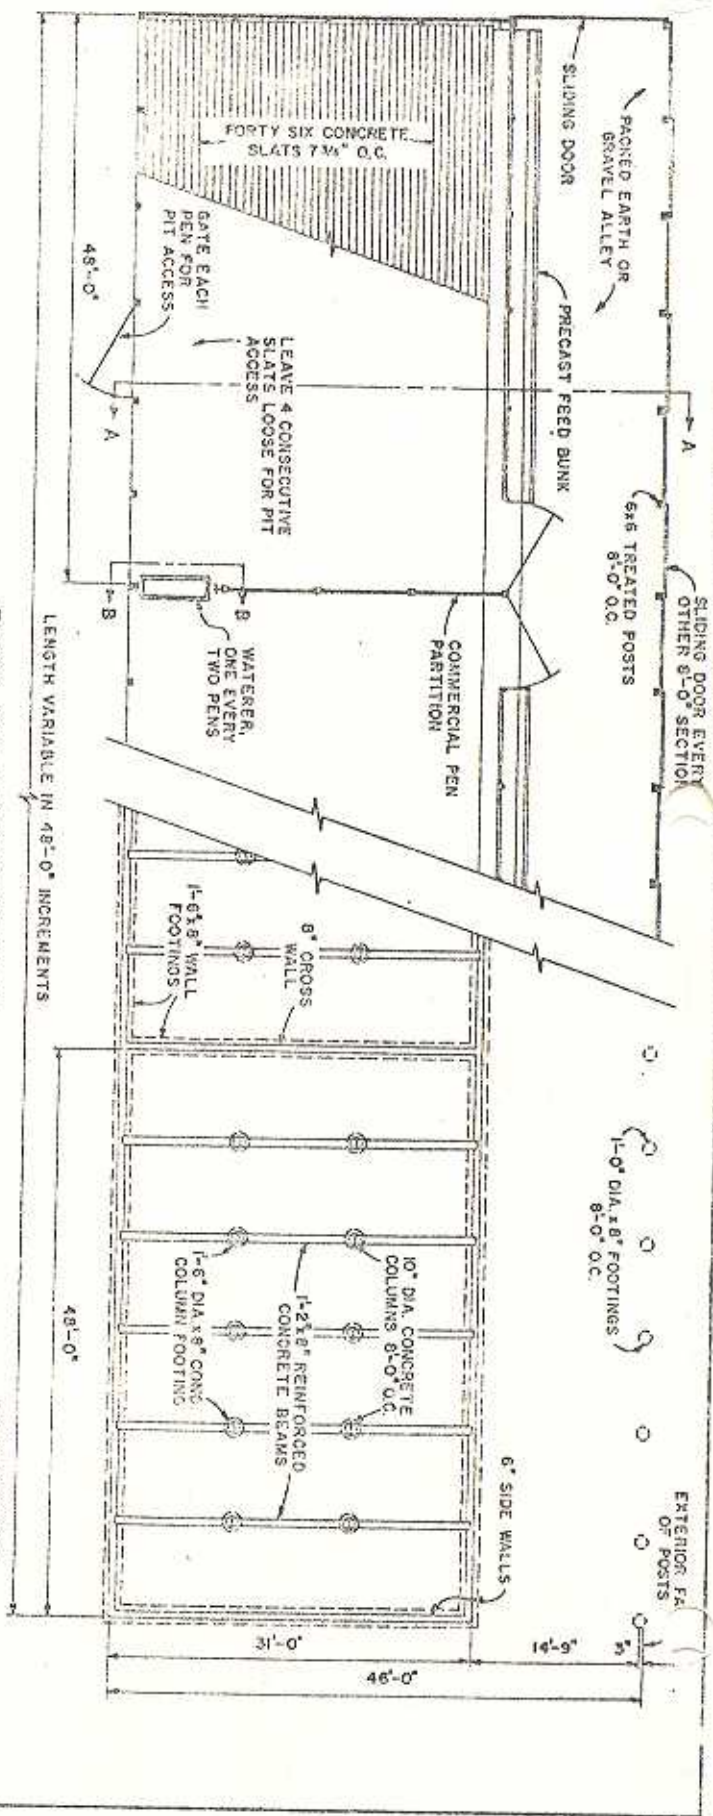 SLIDING DOOR
PACKED EARTH OR
GRAVEL ALLEY
FORTY SIX CONCRETE
SLATS 7 3/4" O.C.
PRECAST FEED BUNK
GATE EACH
PEN FOR
PIT ACCESS
48'-0"
LEAVE 4 CONSECUTIVE
SLATS LOOSE FOR PIT
ACCESS
A
A
SLIDING DOOR EVERY
OTHER 8'-0" SECTION
6x6 TREATED POSTS
8'-0" O.C.
B
B
WATERER,
ONE EVERY
TWO PENS
COMMERCIAL PEN
PARTITION
LENGTH VARIABLE IN 48'-0" INCREMENTS
1'-6"x8" WALL
FOOTINGS
8" CROSS
WALL
1'-0" DIA. x 8" FOOTINGS
8'-0" O.C.
10" DIA. CONCRETE
COLUMNS 8'-0" O.C.
1'-2"x8" REINFORCED
CONCRETE BEAMS
1'-6" DIA. x 8" CONC
COLUMN FOOTING
48'-0"
6" SIDE WALLS
EXTERIOR FA
OF POSTS
31'-0"
14'-9"
3"
46'-0"